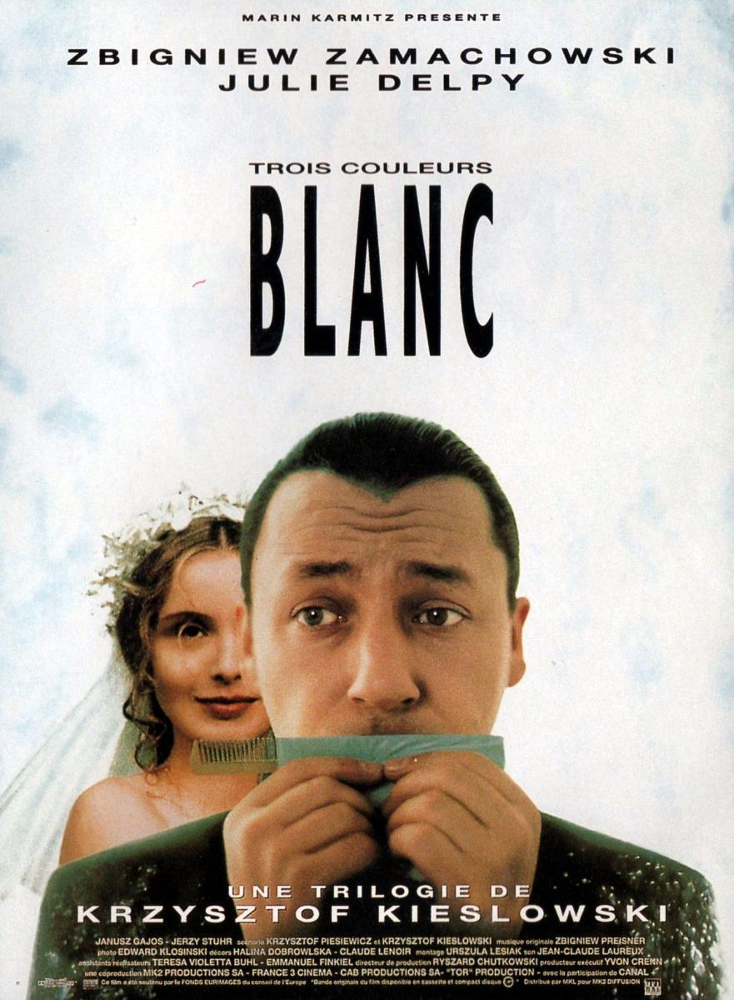 MARIN KARMITZ PRESENTE
ZBIGNIEW ZAMACHOWSKI
JULIE DELPY
TROIS COULEURS
BLANC
UNE TRILOGIE DE
KRZYSZTOF KIESLOWSKI
JANUSZ GAJOS - JERZY STUHR scénario KRZYSZTOF PIESIEWICZ et KRZYSZTOF KIESLOWSKI musique originale ZBIGNIEW PREISNER
photo EDWARD KLOSINSKI décors HALINA DOBROWLSKA - CLAUDE LENOIR montage URSZULA LESIAK son JEAN-CLAUDE LAUREUX
assistants réalisateurs TERESA VIOLETTA BUHL - EMMANUEL FINKIEL directeur de production RYSZARD CHUTKOWSKI producteur exécutif YVON CRENN
une coproduction MK2 PRODUCTIONS SA - FRANCE 3 CINEMA - CAB PRODUCTIONS SA- "TOR" PRODUCTION - avec la participation de CANAL +
Ce film a été soutenu par le FONDS EURIMAGES du conseil de l'Europe "Bande originale du film disponible en cassette et compact disque Distribué par MKL pour MK2 DIFFUSION